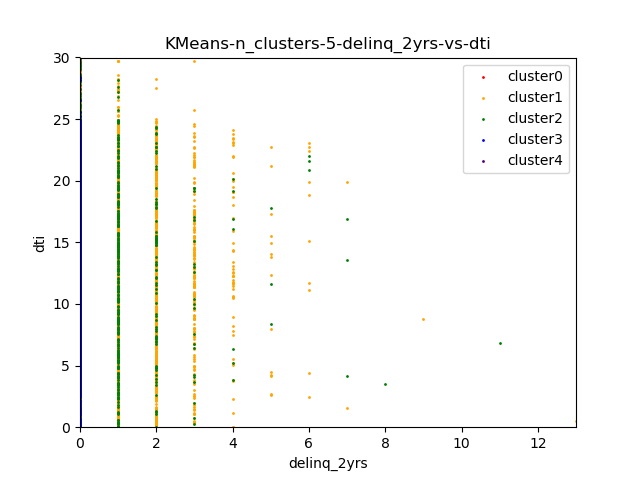 KMeans-n_clusters-5-delinq_2yrs-vs-dti
30
25
20
15
10
5
0
dti
0 2 4 6 8 10 12
delinq_2yrs
cluster0
cluster1
cluster2
cluster3
cluster4